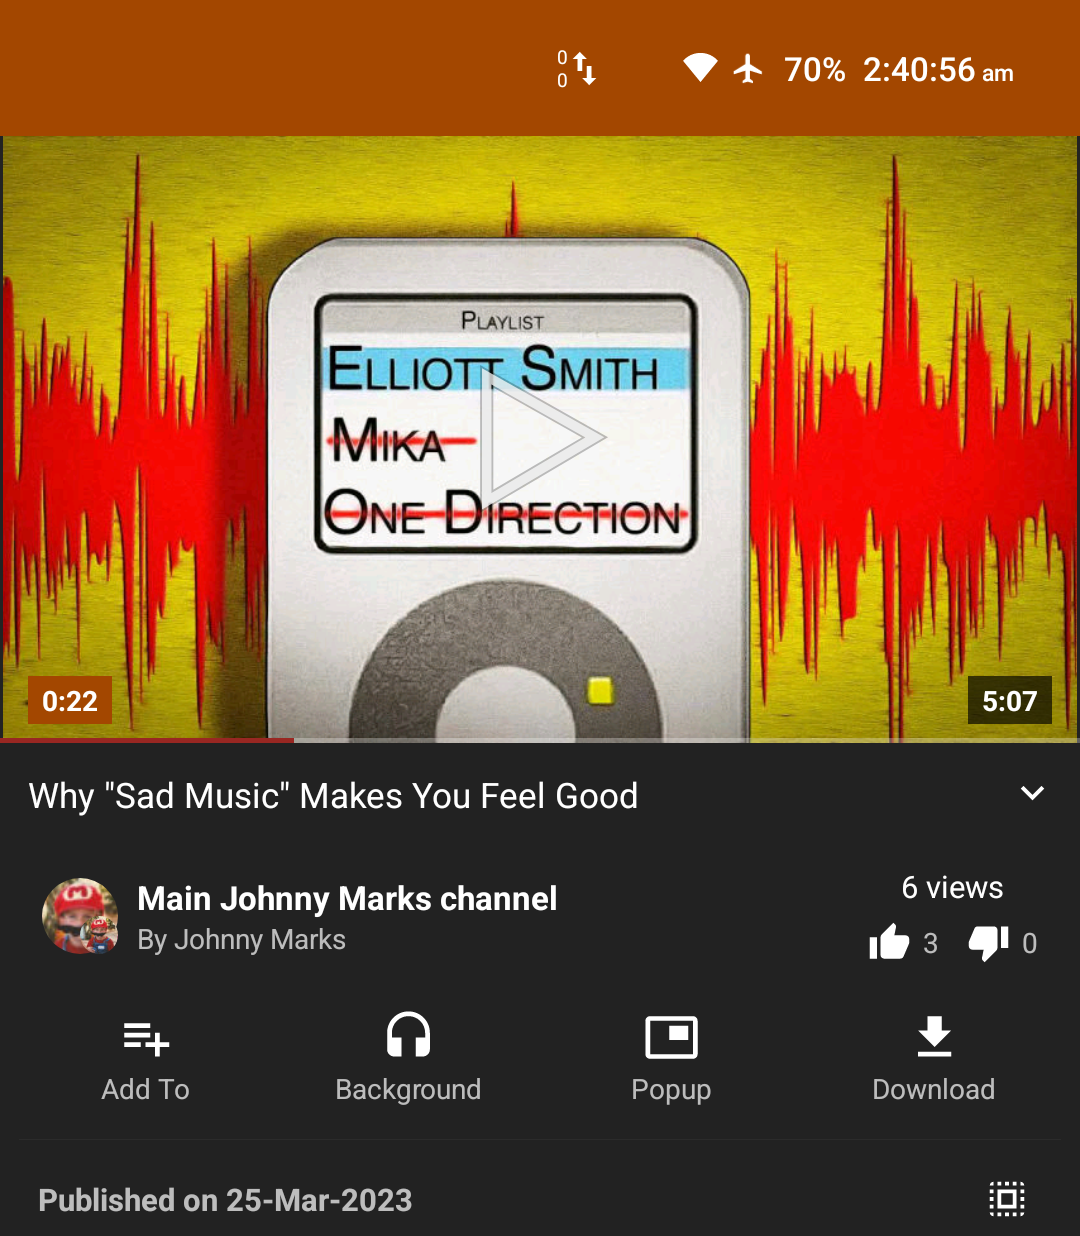 0
0
70% 2:40:56 am
PLAYLIST
ELLIOTT SMITH
MIKA
ONE DIRECTION
0:22
5:07
Why "Sad Music" Makes You Feel Good
Main Johnny Marks channel
By Johnny Marks
6 views
3
0
Add To
Background
Popup
Download
Published on 25-Mar-2023